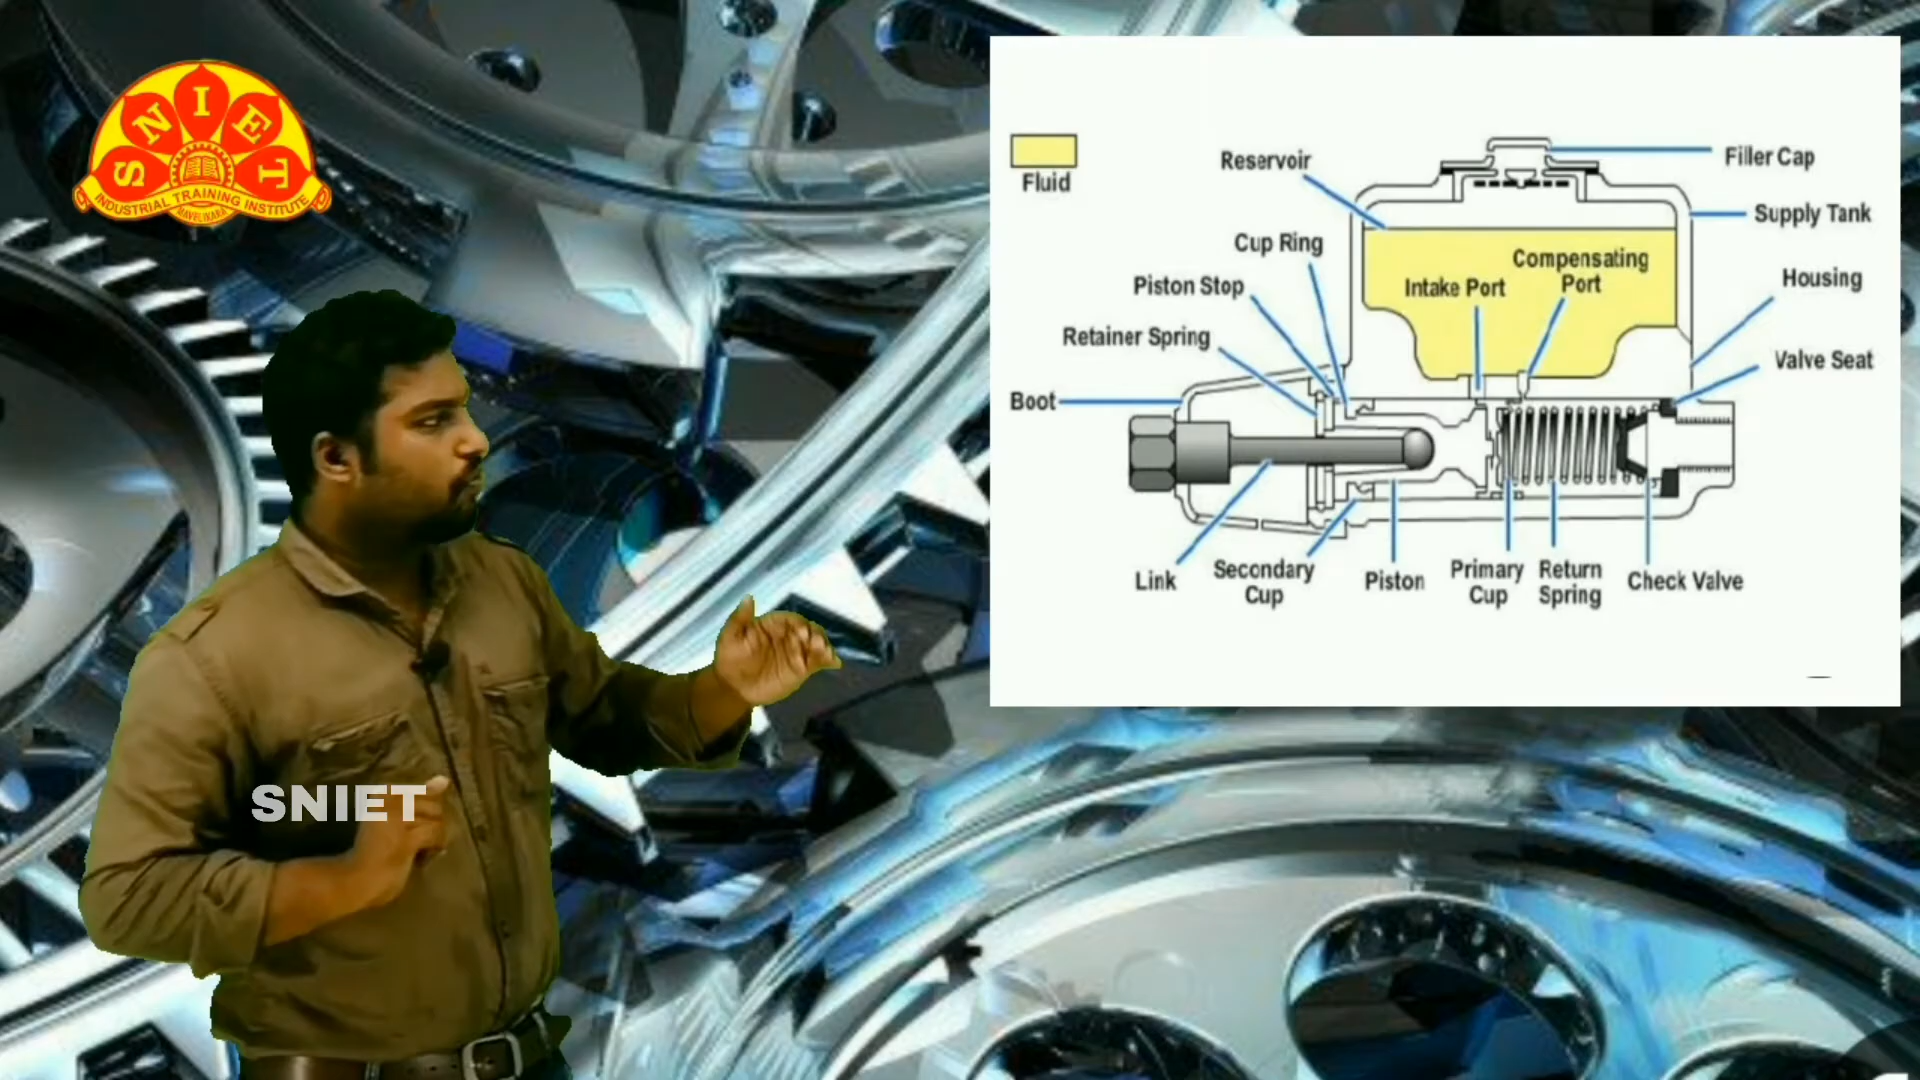 SNIET
INDUSTRIAL TRAINING INSTITUTE
MAVELIKARA
SNIET
Fluid
Reservoir
Filler Cap
Supply Tank
Cup Ring
Compensating
Port
Intake Port
Housing
Piston Stop
Retainer Spring
Valve Seat
Boot
Link
Secondary
Cup
Piston
Primary
Cup
Return
Spring
Check Valve